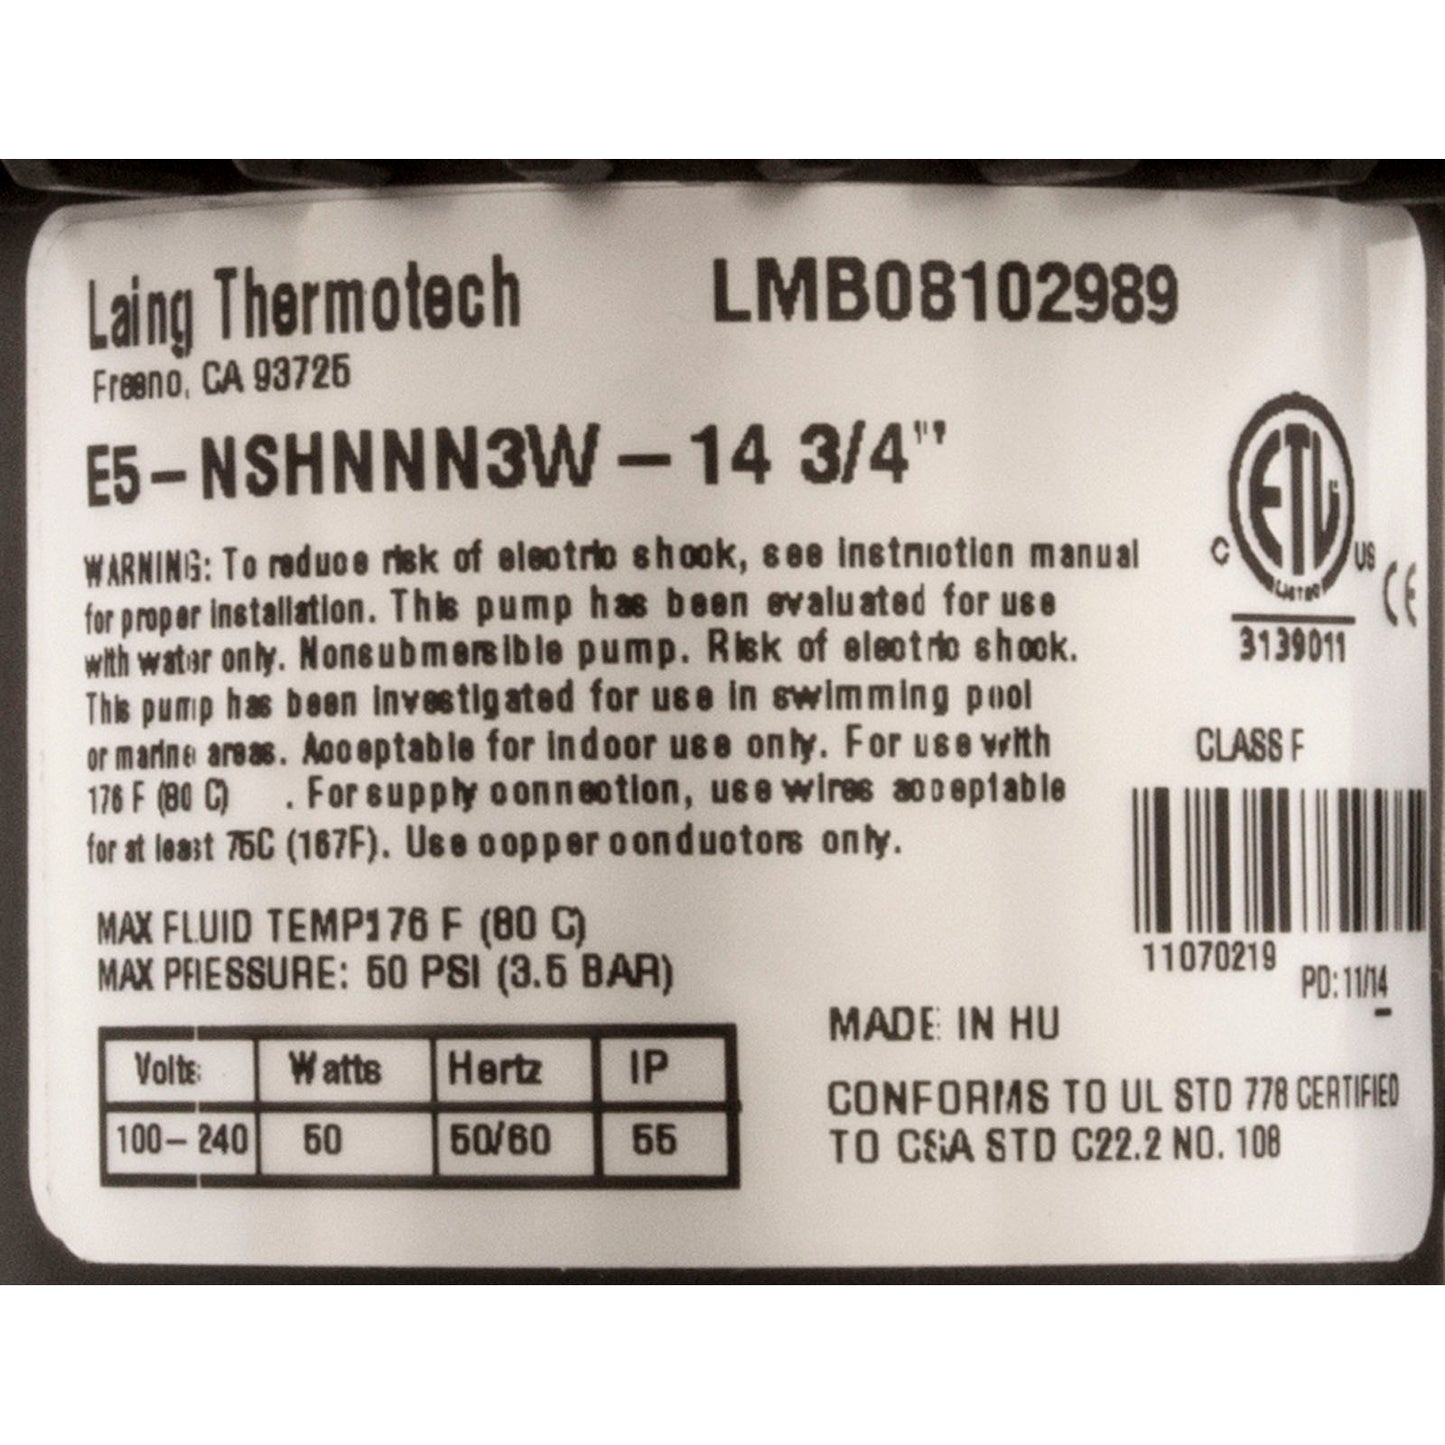 Laing Thermotech
LMB08102989
Fresno, CA 93725
E5-NSHNNN3W-14 3/4"
WARNING: To reduce risk of electric shock, see instruction manual
for proper installation. This pump has been evaluated for use
with water only. Nonsubmersible pump. Risk of electric shock.
This pump has been investigated for use in swimming pool
or marine areas. Acceptable for indoor use only. For use with
176 F (80 C) . For supply connection, use wires acceptable
for at least 75C (167F). Use copper conductors only.
C ETL US
LISTED
CE
3139011
CLASS F
11070219
PD: 11/14
MAX FLUID TEMP176 F (80 C)
MAX PRESSURE: 50 PSI (3.5 BAR)
Volts Watts Hertz IP
100-240 50 50/60 55
MADE IN HU
CONFORMS TO UL STD 778 CERTIFIED
TO CSA STD C22.2 NO. 108